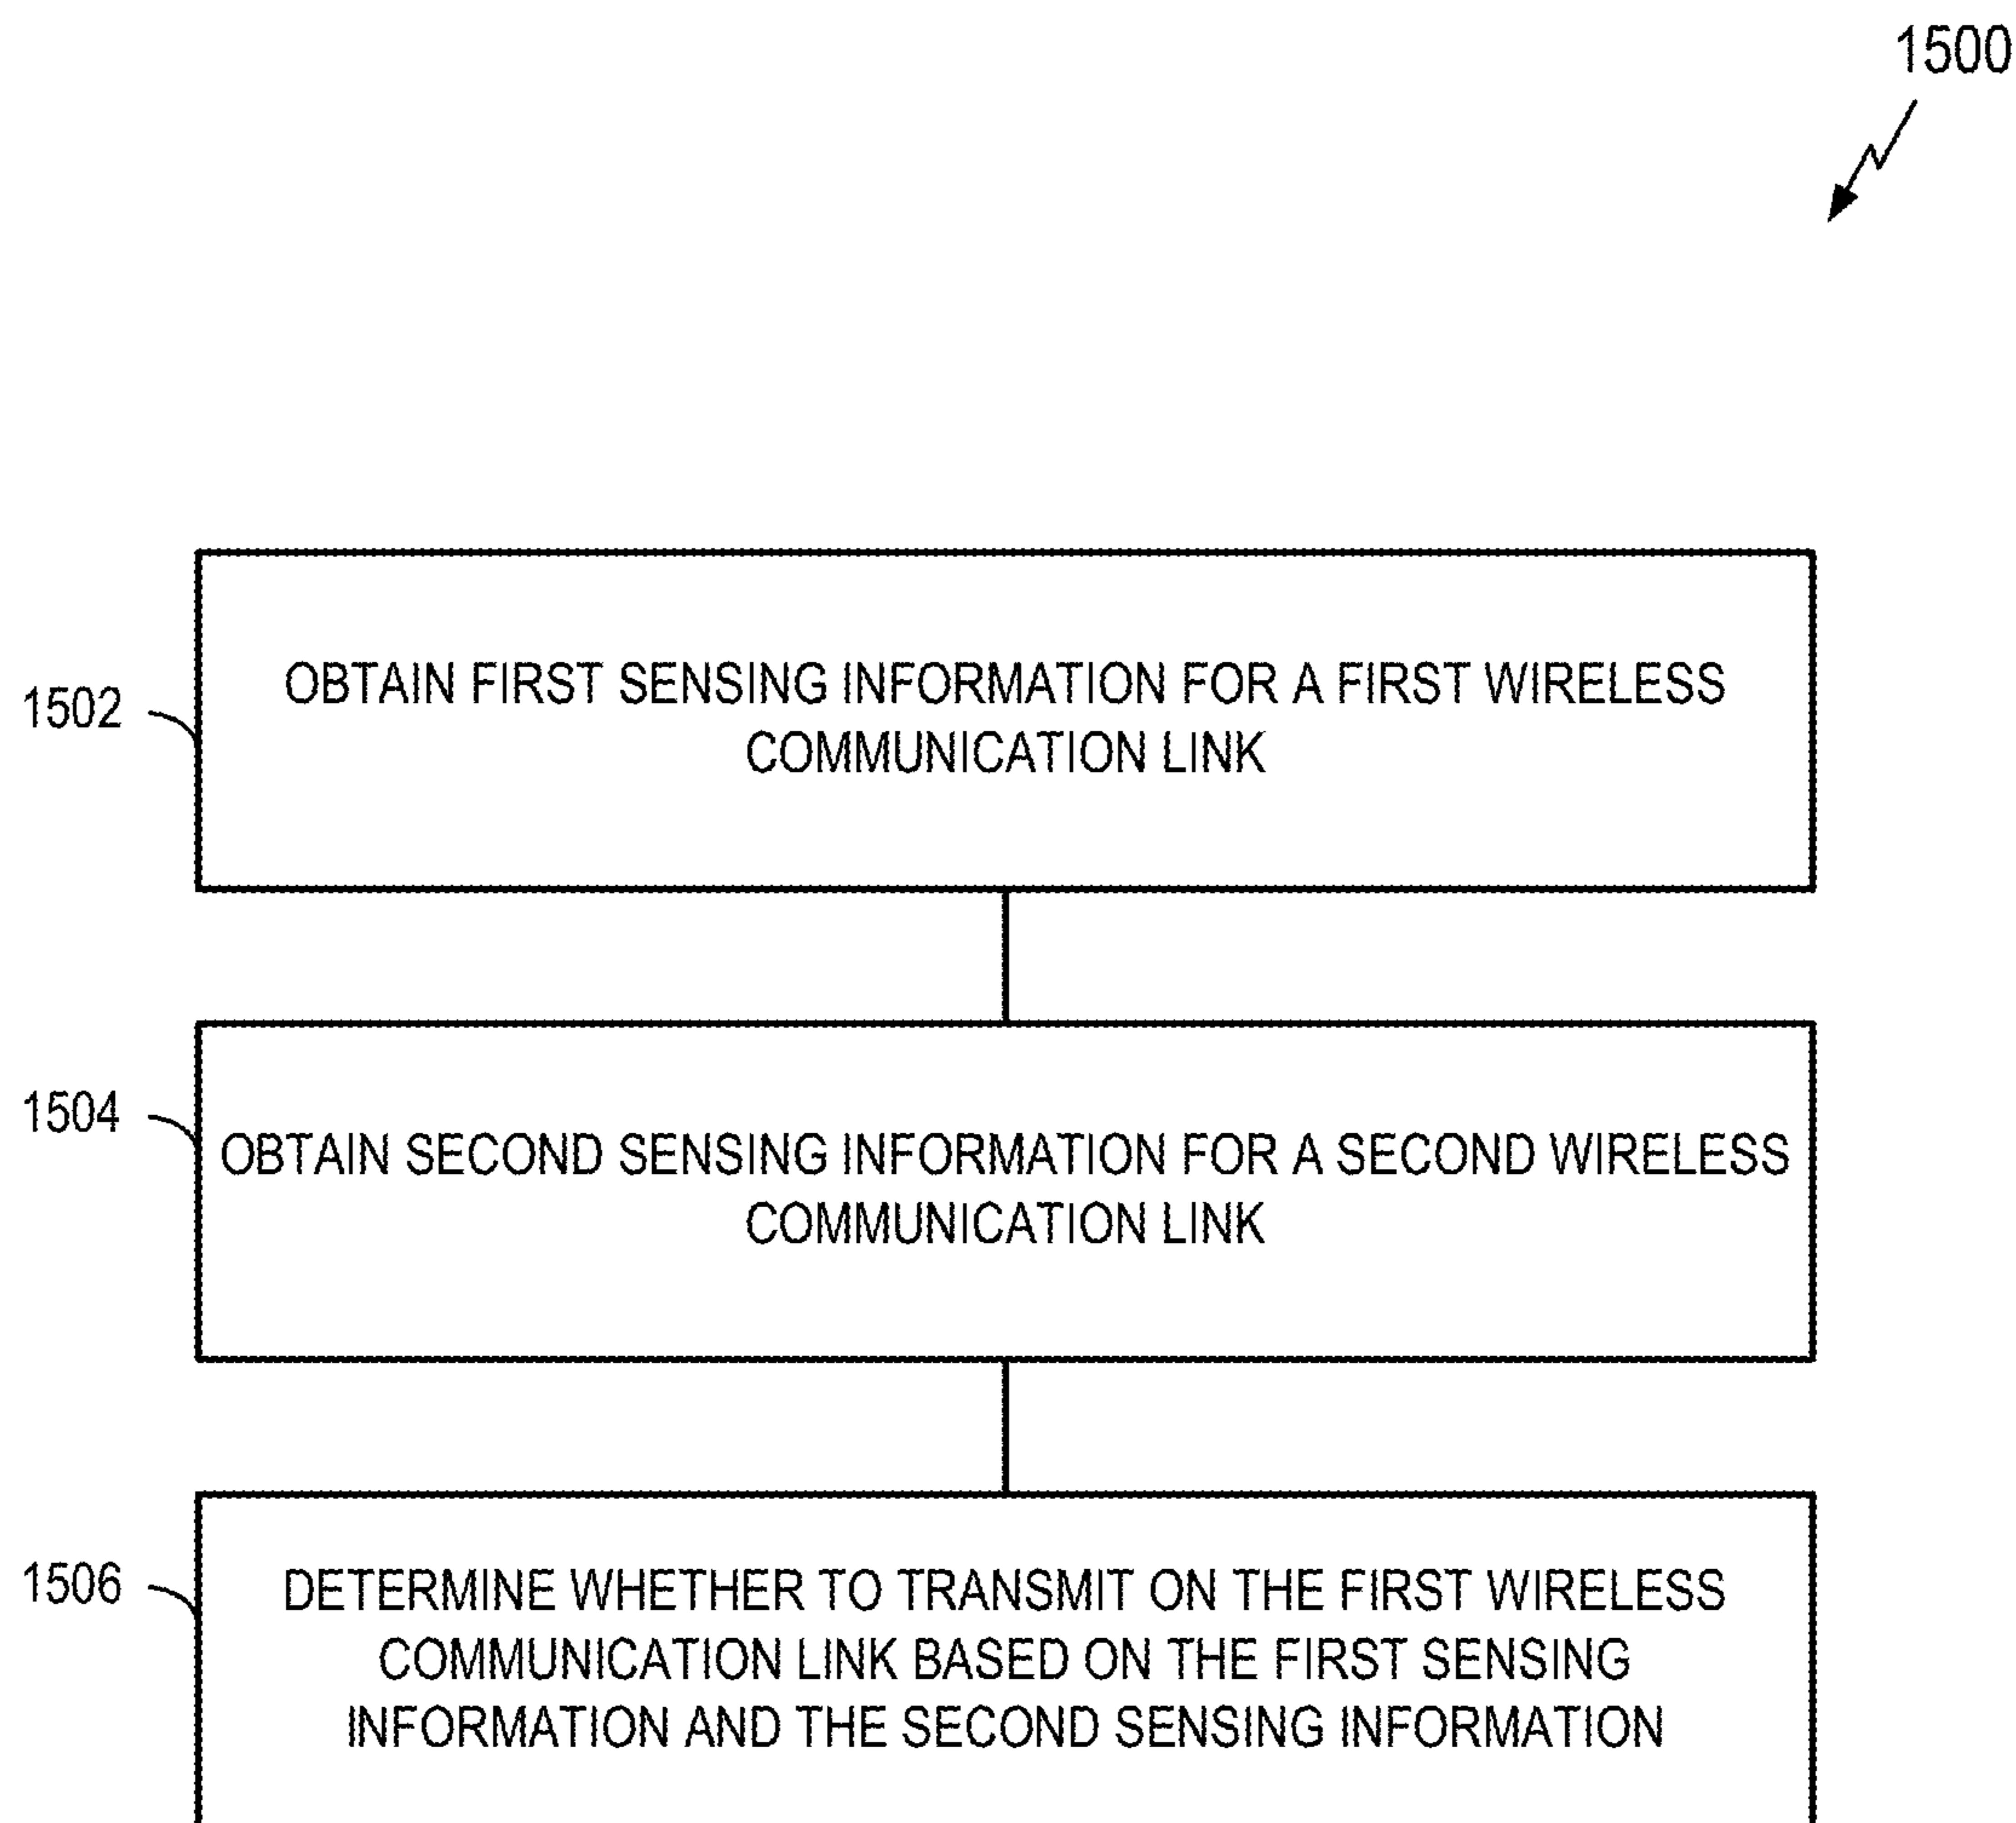 1500
1502
OBTAIN FIRST SENSING INFORMATION FOR A FIRST WIRELESS
COMMUNICATION LINK
1504
OBTAIN SECOND SENSING INFORMATION FOR A SECOND WIRELESS
COMMUNICATION LINK
1506
DETERMINE WHETHER TO TRANSMIT ON THE FIRST WIRELESS
COMMUNICATION LINK BASED ON THE FIRST SENSING
INFORMATION AND THE SECOND SENSING INFORMATION